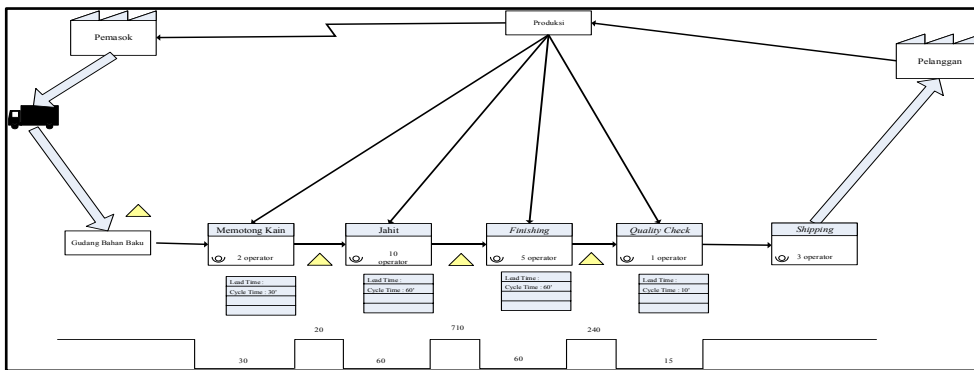 Produksi
Pemasok
Pelanggan
Gudang Bahan Baku
Memotong Kain
2 operator
Jahit
10
operator
Finishing
5 operator
Quality Check
1 operator
Shipping
3 operator
Lead Time :
Cycle Time : 30"
Lead Time :
Cycle Time : 60"
Lead Time :
Cycle Time : 60"
Lead Time :
Cycle Time : 10"
20
710
240
30
60
60
15